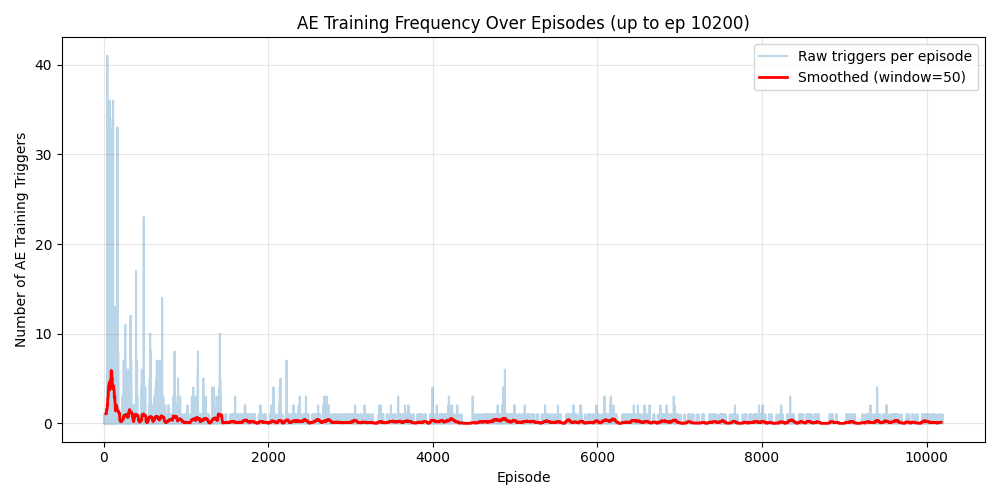 AE Training Frequency Over Episodes (up to ep 10200)
Raw triggers per episode
Smoothed (window=50)
Number of AE Training Triggers
40
30
20
10
0
0 2000 4000 6000 8000 10000
Episode